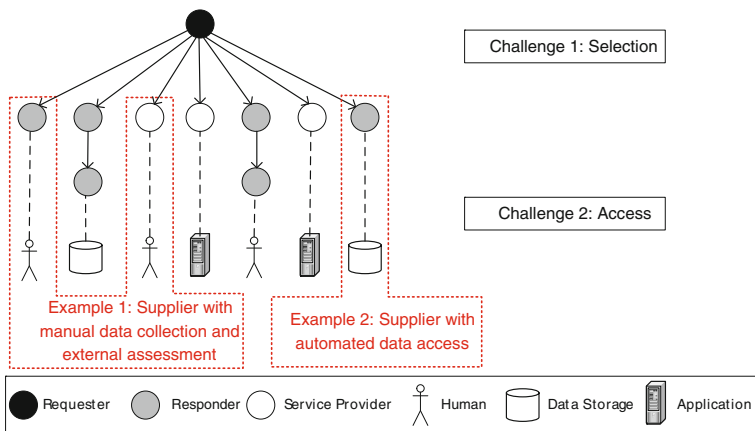 Challenge 1: Selection
Challenge 2: Access
Example 1: Supplier with
manual data collection and
external assessment
Example 2: Supplier with
automated data access
Requester
Responder
Service Provider
Human
Data Storage
Application